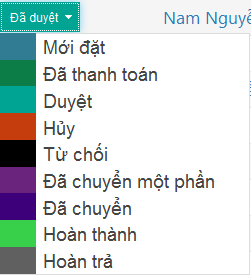 Đã duyệt Nam Nguyễ
Mới đặt
Đã thanh toán
Duyệt
Hủy
Từ chối
Đã chuyển một phần
Đã chuyển
Hoàn thành
Hoàn trả